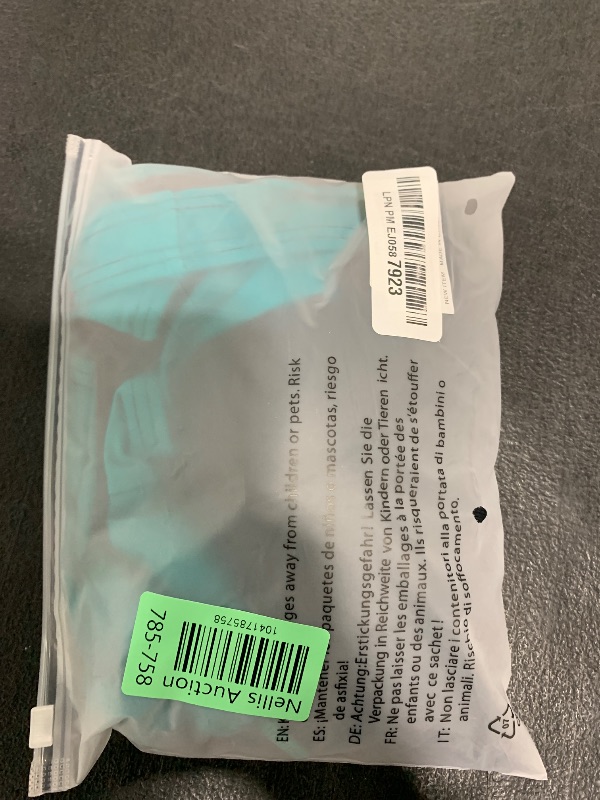 LPN PM EJ058 7923
EN:
ges away from children or pets. Risk
ES: ¡Mantener
paquetes de
mascotas, riesgo
de asfixia!
DE: Achtung:Erstickungsgefahr! Lassen Sie die
Verpackung in Reichweite von Kindern oder Tieren icht.
FR: Ne pas laisser les emballages à la Portée des
enfants ou des animaux. Ils risqueraient de s'étouffer
avec ce sachet!
IT: Non lasciare i contenitori alla portata di bambini o
animali. Rischio di soffocamento.
Nellis Auction
1041785758
785-758